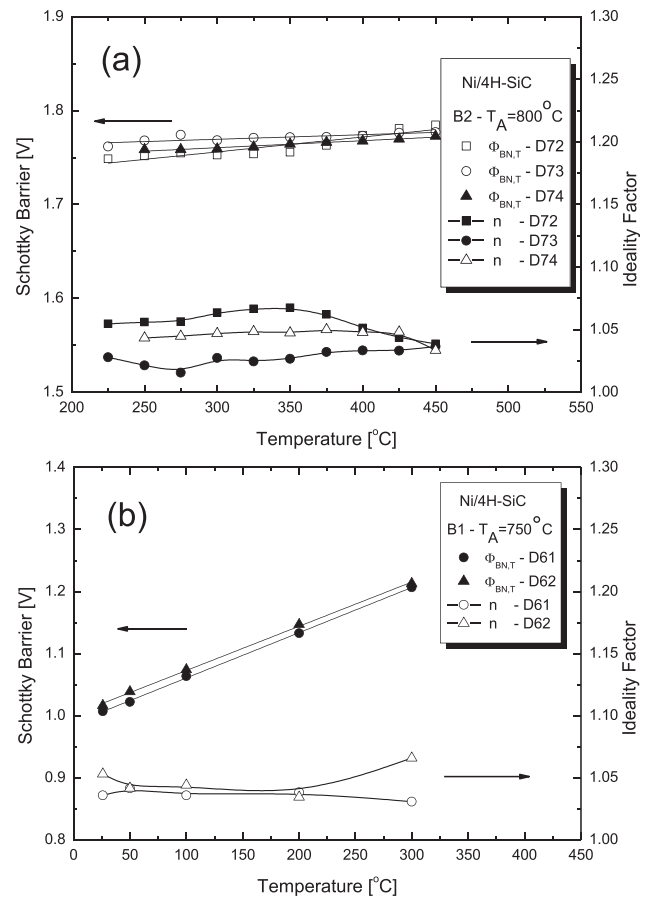 (a)
1.9
1.8
1.7
1.6
1.5
Schottky Barrier [V]
1.30
1.25
1.20
1.15
1.10
1.05
1.00
Ideality Factor
200 250 300 350 400 450 500 550
Temperature [°C]
Ni/4H-SiC
B2 - T_A=800°C
Φ_BN,T - D72
Φ_BN,T - D73
Φ_BN,T - D74
n - D72
n - D73
n - D74
(b)
1.4
1.3
1.2
1.1
1.0
0.9
0.8
Schottky Barrier [V]
1.30
1.25
1.20
1.15
1.10
1.05
1.00
Ideality Factor
0 50 100 150 200 250 300 350 400 450
Temperature [°C]
Ni/4H-SiC
B1 - T_A=750°C
Φ_BN,T - D61
Φ_BN,T - D62
n - D61
n - D62